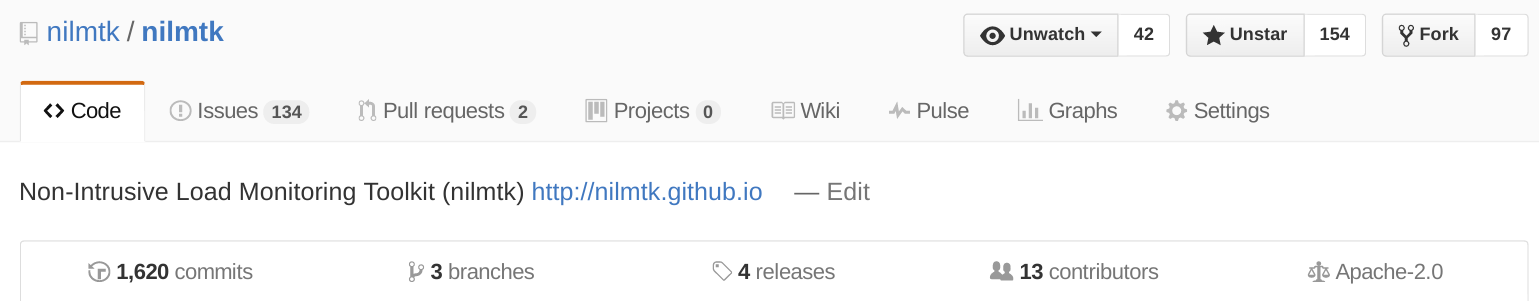 nilmtk / nilmtk Unwatch 42 Unstar 154 Fork 97
Code Issues 134 Pull requests 2 Projects 0 Wiki Pulse Graphs Settings
Non-Intrusive Load Monitoring Toolkit (nilmtk) http://nilmtk.github.io — Edit
1,620 commits 3 branches 4 releases 13 contributors Apache-2.0